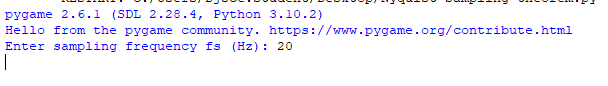 pygame 2.6.1 (SDL 2.28.4, Python 3.10.2)
Hello from the pygame community. https://www.pygame.org/contribute.html
Enter sampling frequency fs (Hz): 20